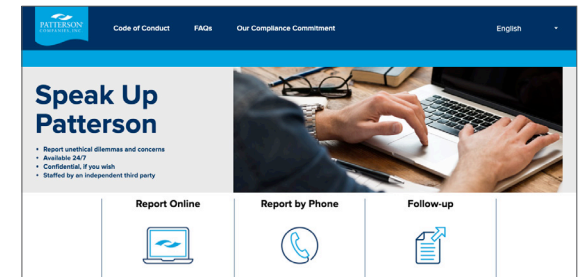 PATTERSON
COMPANIES, INC.
Code of Conduct
FAQs
Our Compliance Commitment
English
Speak Up
Patterson
• Report unethical dilemmas and concerns
• Available 24/7
• Confidential, if you wish
• Staffed by an independent third party
Report Online
Report by Phone
Follow-up